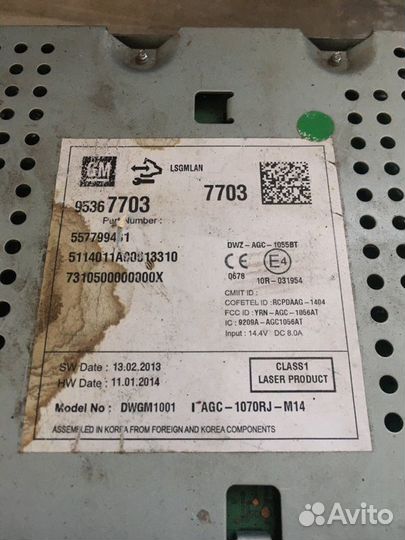 GM
LSGMLAN
7703
95367703
Part Number :
557799451
DWZ-AGC-1055BT
5114011A00013310
CE E4
0678
10R-031954
7310500000000X
CMIIT ID:
COFETEL ID:RCPDAAG-1404
FCC ID: YRN-AGC-1056AT
IC: 9209A-AGC1056AT
Input : 14.4V DC 8.0A
SW Date : 13.02.2013
HW Date : 11.01.2014
CLASS1
LASER PRODUCT
Model No : DWGM1001 AGC-1070RJ-M14
ASSEMBLED IN KOREA FROM FOREIGN AND KOREA COMPONENTS
Avito